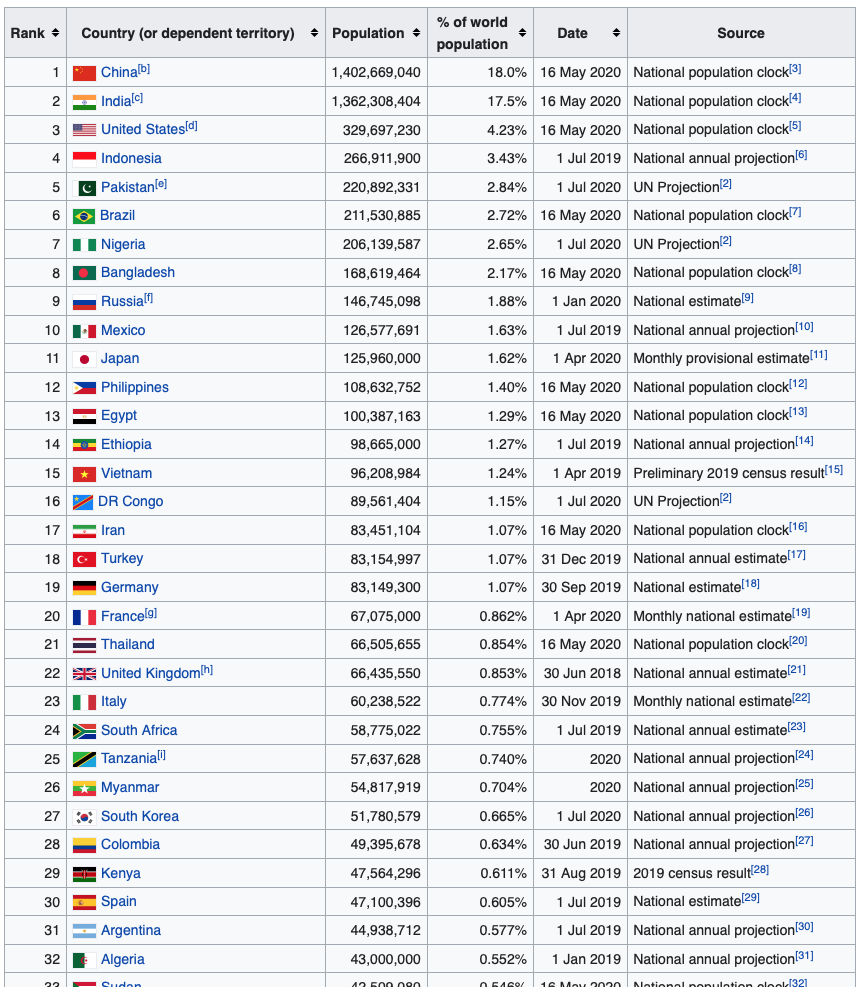 Rank Country (or dependent territory) Population % of world population Date Source
1 China[b] 1,402,669,040 18.0% 16 May 2020 National population clock[3]
2 India[c] 1,362,308,404 17.5% 16 May 2020 National population clock[4]
3 United States[d] 329,697,230 4.23% 16 May 2020 National population clock[5]
4 Indonesia 266,911,900 3.43% 1 Jul 2019 National annual projection[6]
5 Pakistan[e] 220,892,331 2.84% 1 Jul 2020 UN Projection[2]
6 Brazil 211,530,885 2.72% 16 May 2020 National population clock[7]
7 Nigeria 206,139,587 2.65% 1 Jul 2020 UN Projection[2]
8 Bangladesh 168,619,464 2.17% 16 May 2020 National population clock[8]
9 Russia[f] 146,745,098 1.88% 1 Jan 2020 National estimate[9]
10 Mexico 126,577,691 1.63% 1 Jul 2019 National annual projection[10]
11 Japan 125,960,000 1.62% 1 Apr 2020 Monthly provisional estimate[11]
12 Philippines 108,632,752 1.40% 16 May 2020 National population clock[12]
13 Egypt 100,387,163 1.29% 16 May 2020 National population clock[13]
14 Ethiopia 98,665,000 1.27% 1 Jul 2019 National annual projection[14]
15 Vietnam 96,208,984 1.24% 1 Apr 2019 Preliminary 2019 census result[15]
16 DR Congo 89,561,404 1.15% 1 Jul 2020 UN Projection[2]
17 Iran 83,451,104 1.07% 16 May 2020 National population clock[16]
18 Turkey 83,154,997 1.07% 31 Dec 2019 National annual estimate[17]
19 Germany 83,149,300 1.07% 30 Sep 2019 National estimate[18]
20 France[g] 67,075,000 0.862% 1 Apr 2020 Monthly national estimate[19]
21 Thailand 66,505,655 0.854% 16 May 2020 National population clock[20]
22 United Kingdom[h] 66,435,550 0.853% 30 Jun 2018 National annual estimate[21]
23 Italy 60,238,522 0.774% 30 Nov 2019 Monthly national estimate[22]
24 South Africa 58,775,022 0.755% 1 Jul 2019 National annual estimate[23]
25 Tanzania[i] 57,637,628 0.740% 2020 National annual projection[24]
26 Myanmar 54,817,919 0.704% 2020 National annual projection[25]
27 South Korea 51,780,579 0.665% 1 Jul 2020 National annual projection[26]
28 Colombia 49,395,678 0.634% 30 Jun 2019 National annual projection[27]
29 Kenya 47,564,296 0.611% 31 Aug 2019 2019 census result[28]
30 Spain 47,100,396 0.605% 1 Jul 2019 National estimate[29]
31 Argentina 44,938,712 0.577% 1 Jul 2019 National annual projection[30]
32 Algeria 43,000,000 0.552% 1 Jan 2019 National annual projection[31]
33 Sudan 0.546% 16 May 2020 National population clock[32]